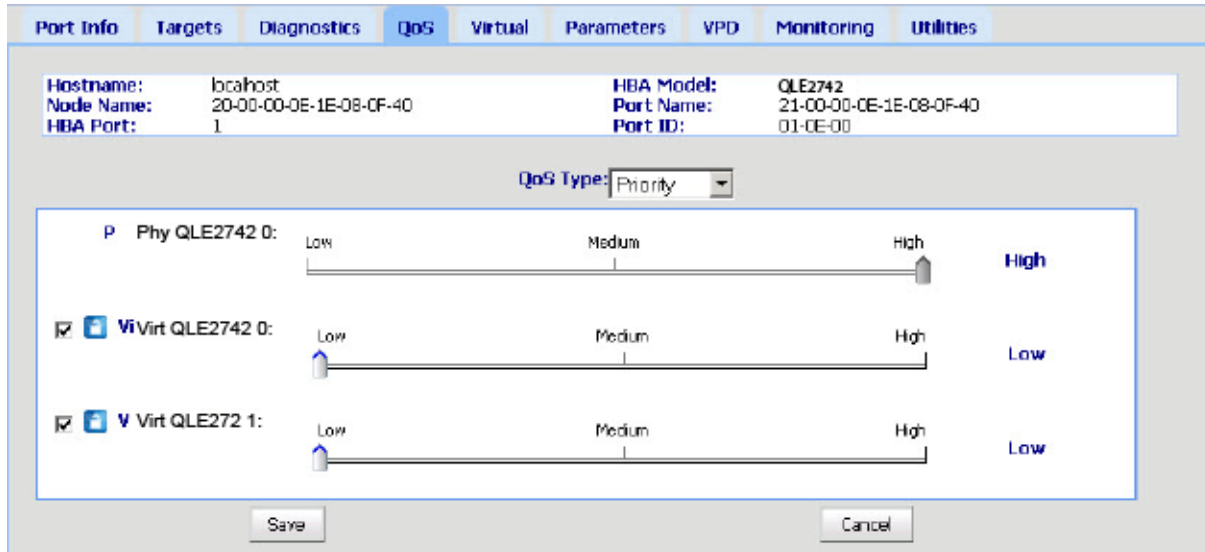 Port Info Targets Diagnostics QoS Virtual Parameters VPD Monitoring Utilities
Hostname: localhost HBA Model: QLE2742
Node Name: 20-00-00-0E-1E-08-0F-40 Port Name: 21-00-00-0E-1E-08-0F-40
HBA Port: 1 Port ID: 01-0E-00
QoS Type: Priority
P Phy QLE2742 0: Low Medium High High
Vi Virt QLE2742 0: Low Medium High Low
V Virt QLE272 1: Low Medium High Low
Save Cancel